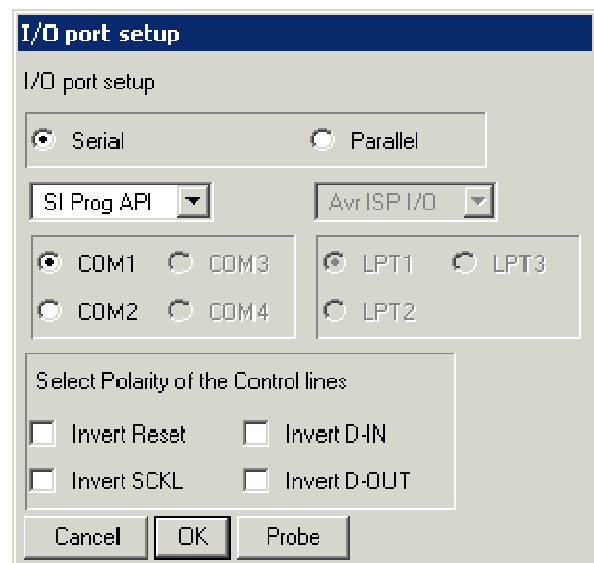 I/O port setup
I/O port setup
Serial Parallel
SI Prog API Avr ISP I/O
COM1 COM3 LPT1 LPT3
COM2 COM4 LPT2
Select Polarity of the Control lines
Invert Reset Invert D-IN
Invert SCKL Invert D-OUT
Cancel OK Probe